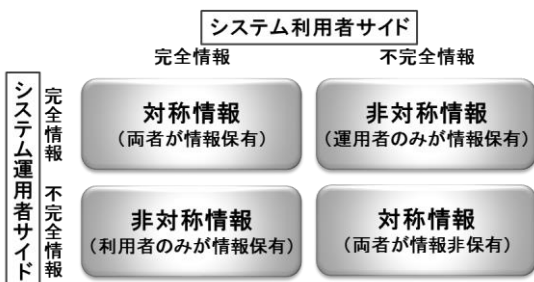 システム利用者サイド
完全情報
不完全情報
システム運用者サイド
完全情報
対称情報
(両者が情報保有)
非対称情報
(運用者のみが情報保有)
不完全情報
非対称情報
(利用者のみが情報保有)
対称情報
(両者が情報非保有)